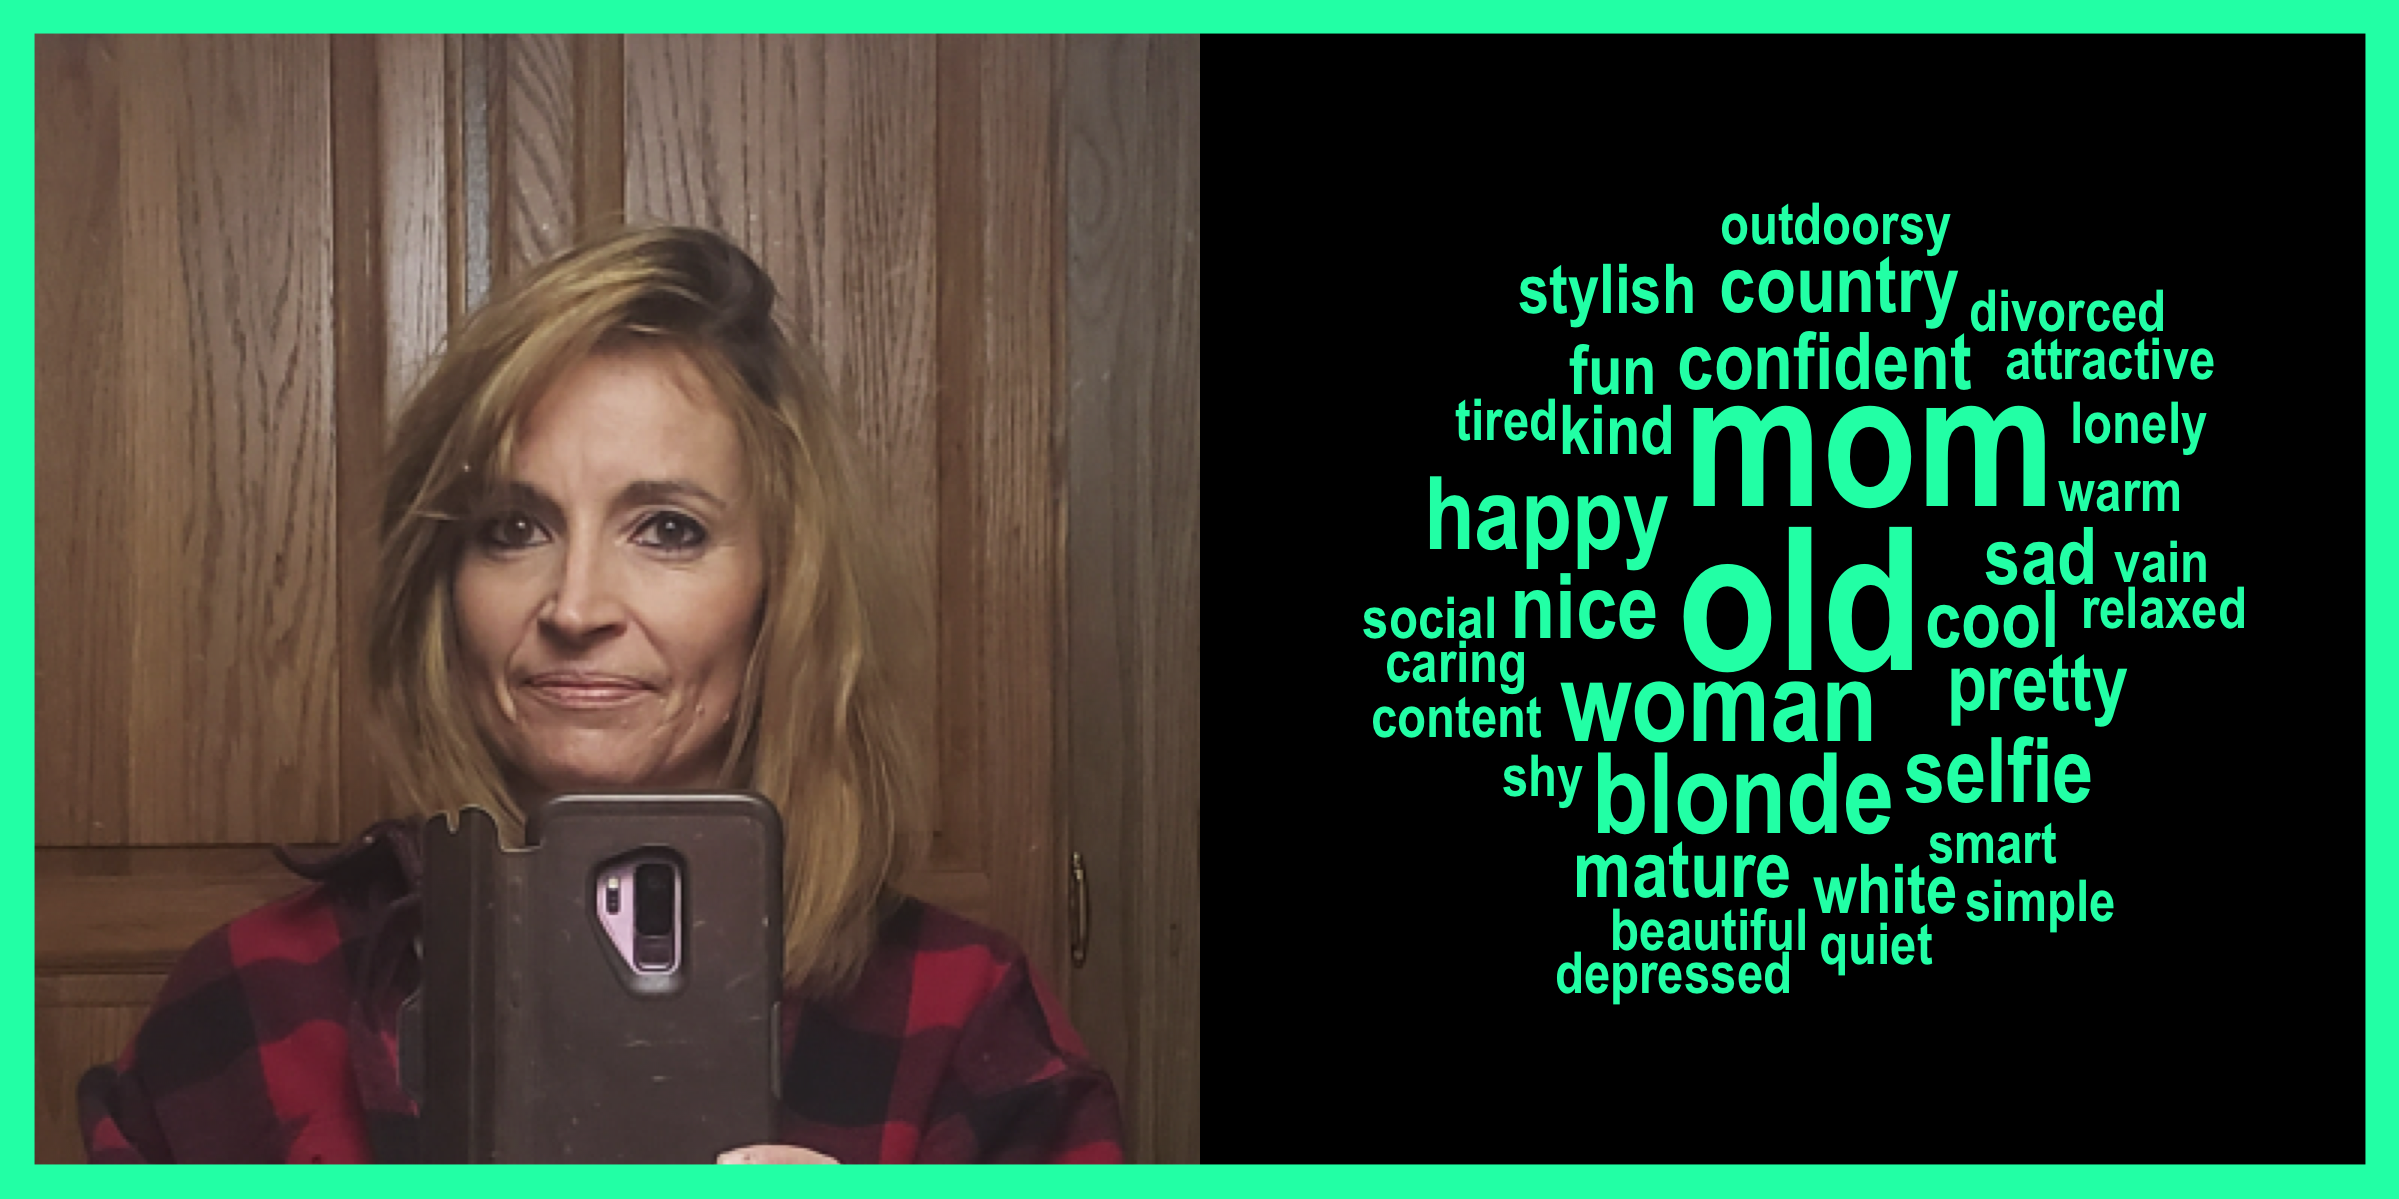 outdoorsy
stylish country divorced
fun confident attractive
tired kind mom lonely
happy warm
old sad vain
social nice cool relaxed
caring
content woman pretty
shy blonde selfie
mature smart
white simple
beautiful quiet
depressed